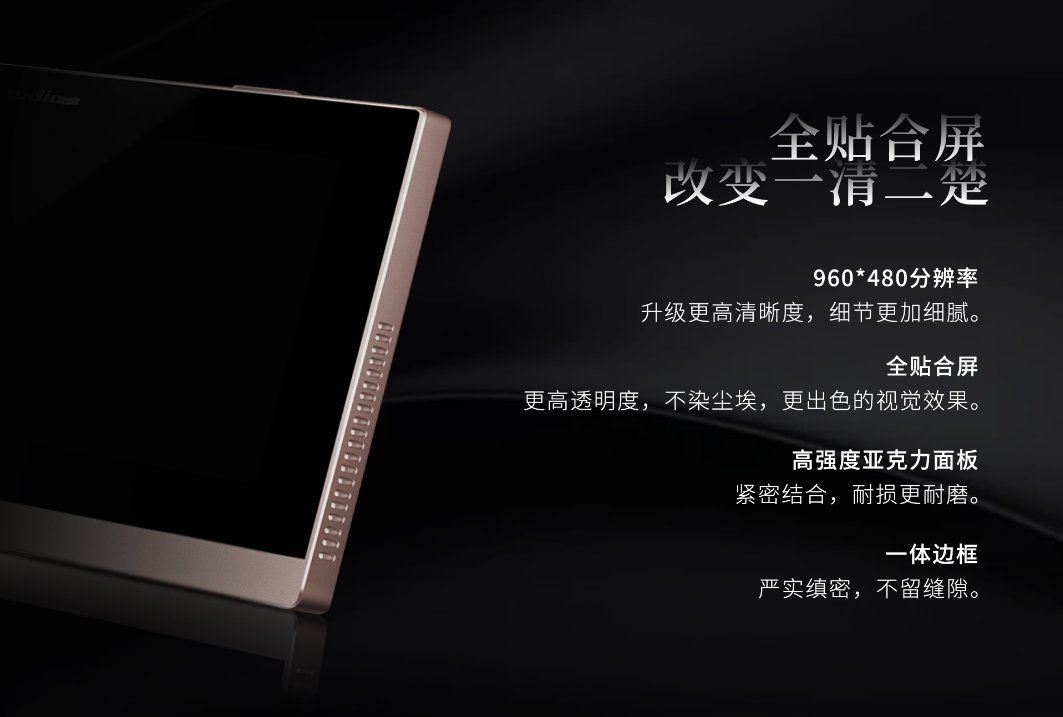 全贴合屏
改变一清二楚
960*480分辨率
升级更高清晰度，细节更加细腻。
全贴合屏
更高透明度，不染尘埃，更出色的视觉效果。
高强度亚克力面板
紧密结合，耐损更耐磨。
一体边框
严实缜密，不留缝隙。